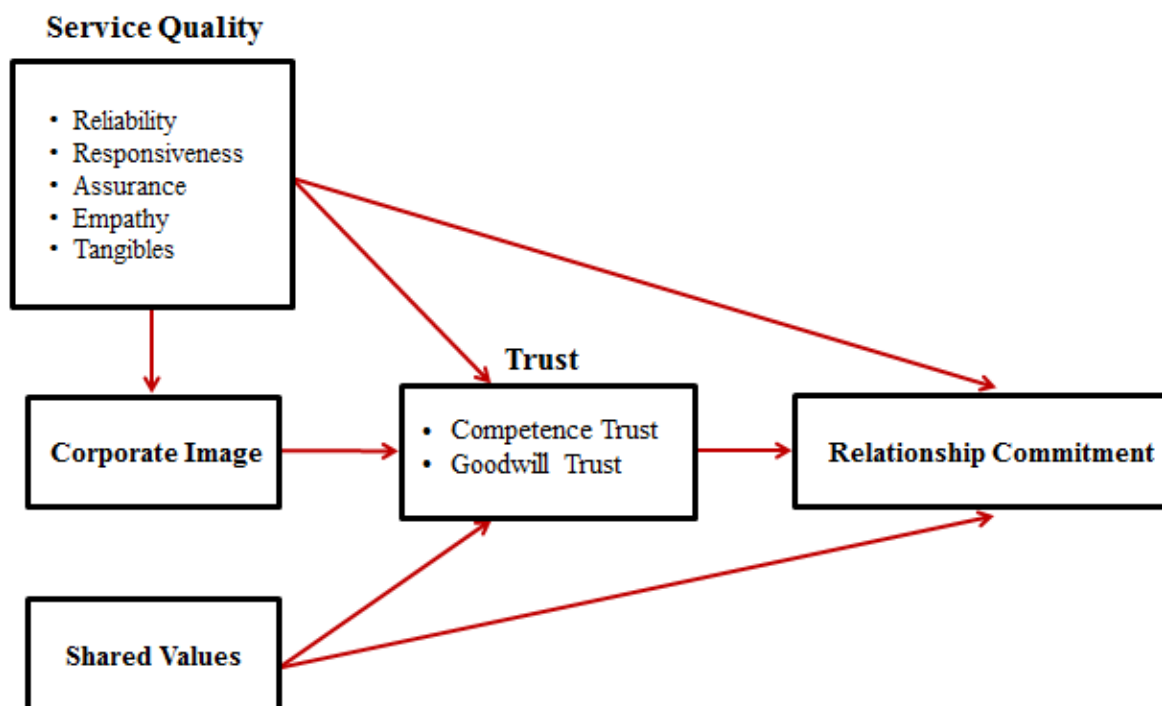 Service Quality
• Reliability
• Responsiveness
• Assurance
• Empathy
• Tangibles
Trust
Corporate Image
• Competence Trust
• Goodwill Trust
Relationship Commitment
Shared Values